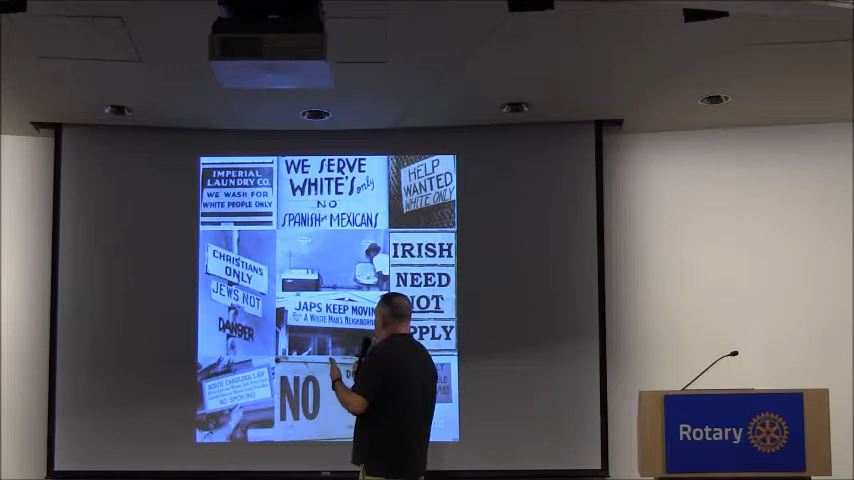 IMPERIAL
LAUNDRY CO.
WE WASH FOR
WHITE PEOPLE ONLY
WE SERVE
WHITE'S only
NO
SPANISH or MEXICANS
HELP
WANTED
WHITE ONLY
CHRISTIANS
ONLY
JEWS NOT
DANGER
JAPS KEEP MOVING
A WHITE MAN'S NEIGHBORHOOD
IRISH
NEED
NOT
APPLY
NORTH CAROLINA LAW
NO SMOKING
NO
Rotary